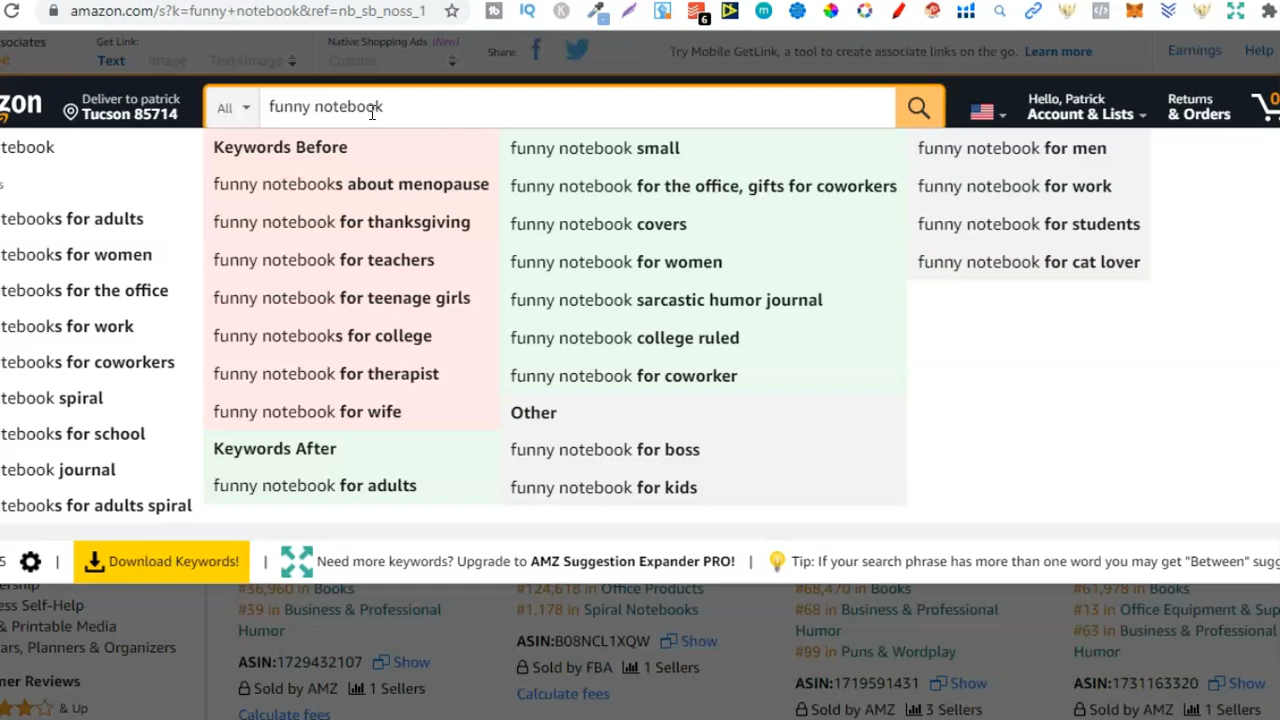 amazon.com/s?k=funny+notebook&ref=nb_sb_noss_1
6
sociates
Get Link:
Native Shopping Ads (New)
Text
Image
Text+Image
Custom
Share:
Try Mobile GetLink, a tool to create associate links on the go. Learn more
Earnings
Help
zon
Deliver to patrick
Tucson 85714
All
funny notebook
Hello, Patrick
Account & Lists
Returns
& Orders
0
tebook
s
tebooks for adults
tebooks for women
tebooks for the office
tebooks for work
tebooks for coworkers
tebook spiral
tebooks for school
tebook journal
tebooks for adults spiral
Keywords Before
funny notebooks about menopause
funny notebook for thanksgiving
funny notebook for teachers
funny notebook for teenage girls
funny notebooks for college
funny notebook for therapist
funny notebook for wife
Keywords After
funny notebook for adults
funny notebook small
funny notebook for the office, gifts for coworkers
funny notebook covers
funny notebook for women
funny notebook sarcastic humor journal
funny notebook college ruled
funny notebook for coworker
Other
funny notebook for boss
funny notebook for kids
funny notebook for men
funny notebook for work
funny notebook for students
funny notebook for cat lover
5
|
Download Keywords!
|
Need more keywords? Upgrade to AMZ Suggestion Expander PRO!
|
Tip: If your search phrase has more than one word you may get "Between" sugg
ess Self-Help
& Printable Media
ars, Planners & Organizers
mer Reviews
& Up
#36,960 in Books
#39 in Business & Professional
Humor
ASIN:1729432107 Show
Sold by AMZ 1 Sellers
Calculate fees
#124,618 in Office Products
#1,178 in Spiral Notebooks
ASIN:B08NCL1XQW Show
Sold by FBA 1 Sellers
Calculate fees
#68,470 in Books
#68 in Business & Professional
Humor
#99 in Puns & Wordplay
ASIN:1719591431 Show
Sold by AMZ 3 Sellers
#61,978 in Books
#13 in Office Equipment & Sup
#63 in Business & Professional
Humor
ASIN:1731163320 Show
Sold by AMZ 1 Sellers